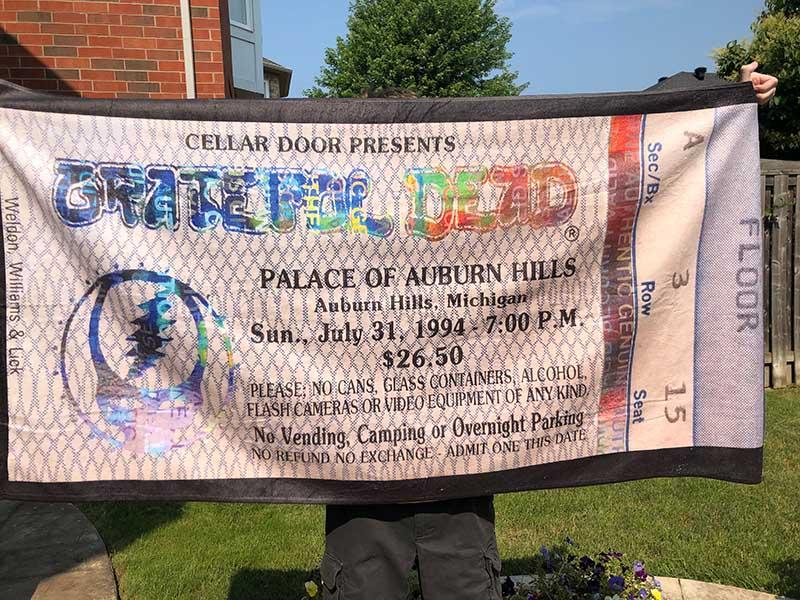 CELLAR DOOR PRESENTS
GRATEFUL DEAD ®
PALACE OF AUBURN HILLS
Auburn Hills, Michigan
Sun., July 31, 1994 - 7:00 P.M.
$26.50
PLEASE: NO CANS, GLASS CONTAINERS, ALCOHOL,
FLASH CAMERAS OR VIDEO EQUIPMENT OF ANY KIND
No Vending, Camping or Overnight Parking
NO REFUND NO EXCHANGE - ADMIT ONE THIS DATE
Weldon, Williams & Lick
Sec/Bx Row Seat
A 3 15
FLOOR